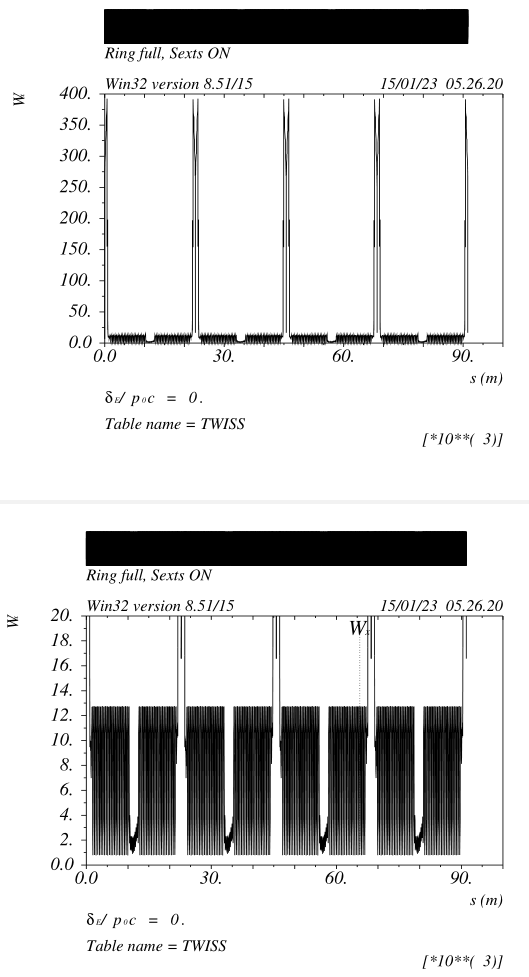 Ring full, Sexts ON
Win32 version 8.51/15 15/01/23 05.26.20
W
400.
350.
300.
250.
200.
150.
100.
50.
0.0
0.0 30. 60. 90.
s (m)
δE/ p0c = 0.
Table name = TWISS
[*10**( 3)]
Ring full, Sexts ON
Win32 version 8.51/15 15/01/23 05.26.20
W
20.
18.
16.
14.
12.
10.
8.
6.
4.
2.
0.0
Wx
0.0 30. 60. 90.
s (m)
δE/ p0c = 0.
Table name = TWISS
[*10**( 3)]